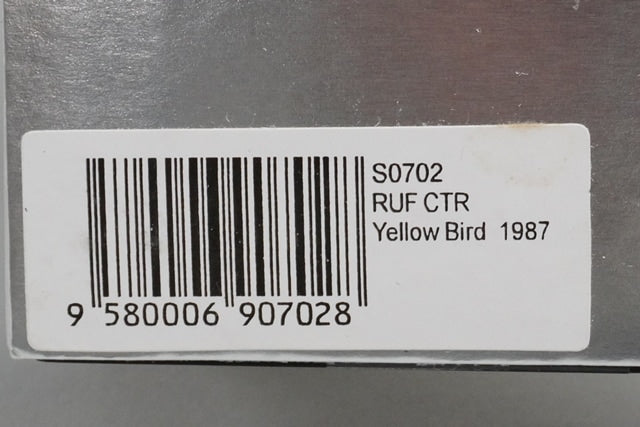 S0702
RUF CTR
Yellow Bird 1987
9 580006 907028